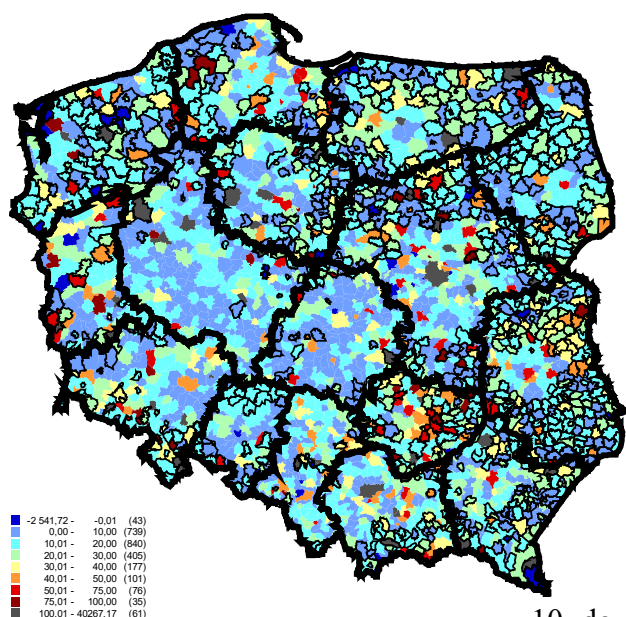 -2 541,72 - -0,01 (43)
0,00 - 10,00 (739)
10,01 - 20,00 (840)
20,01 - 30,00 (405)
30,01 - 40,00 (177)
40,01 - 50,00 (101)
50,01 - 75,00 (76)
75,01 - 100,00 (35)
100,01 - 40267,17 (61)